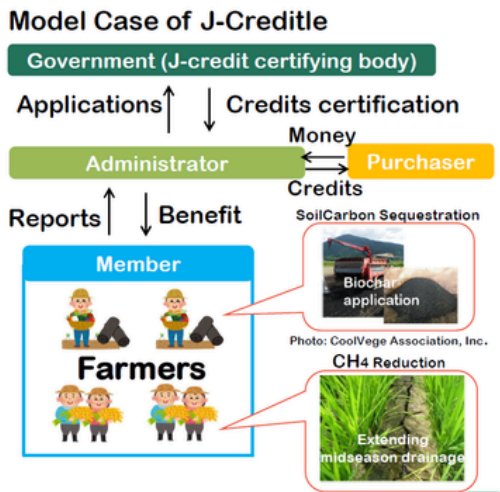 Model Case of J-Creditle
Government (J-credit certifying body)
Applications
Credits certification
Money
Administrator
Purchaser
Credits
Reports
Benefit
SoilCarbon Sequestration
Member
Biochar
application
Photo: CoolVege Association, Inc.
Farmers
CH4 Reduction
Extending
midseason drainage